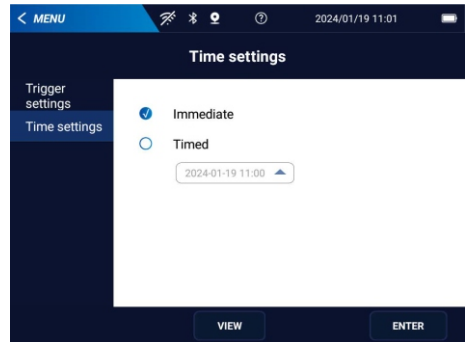 < MENU
2024/01/19 11:01
Time settings
Trigger
settings
Time settings
Immediate
Timed
2024-01-19 11:00
VIEW
ENTER